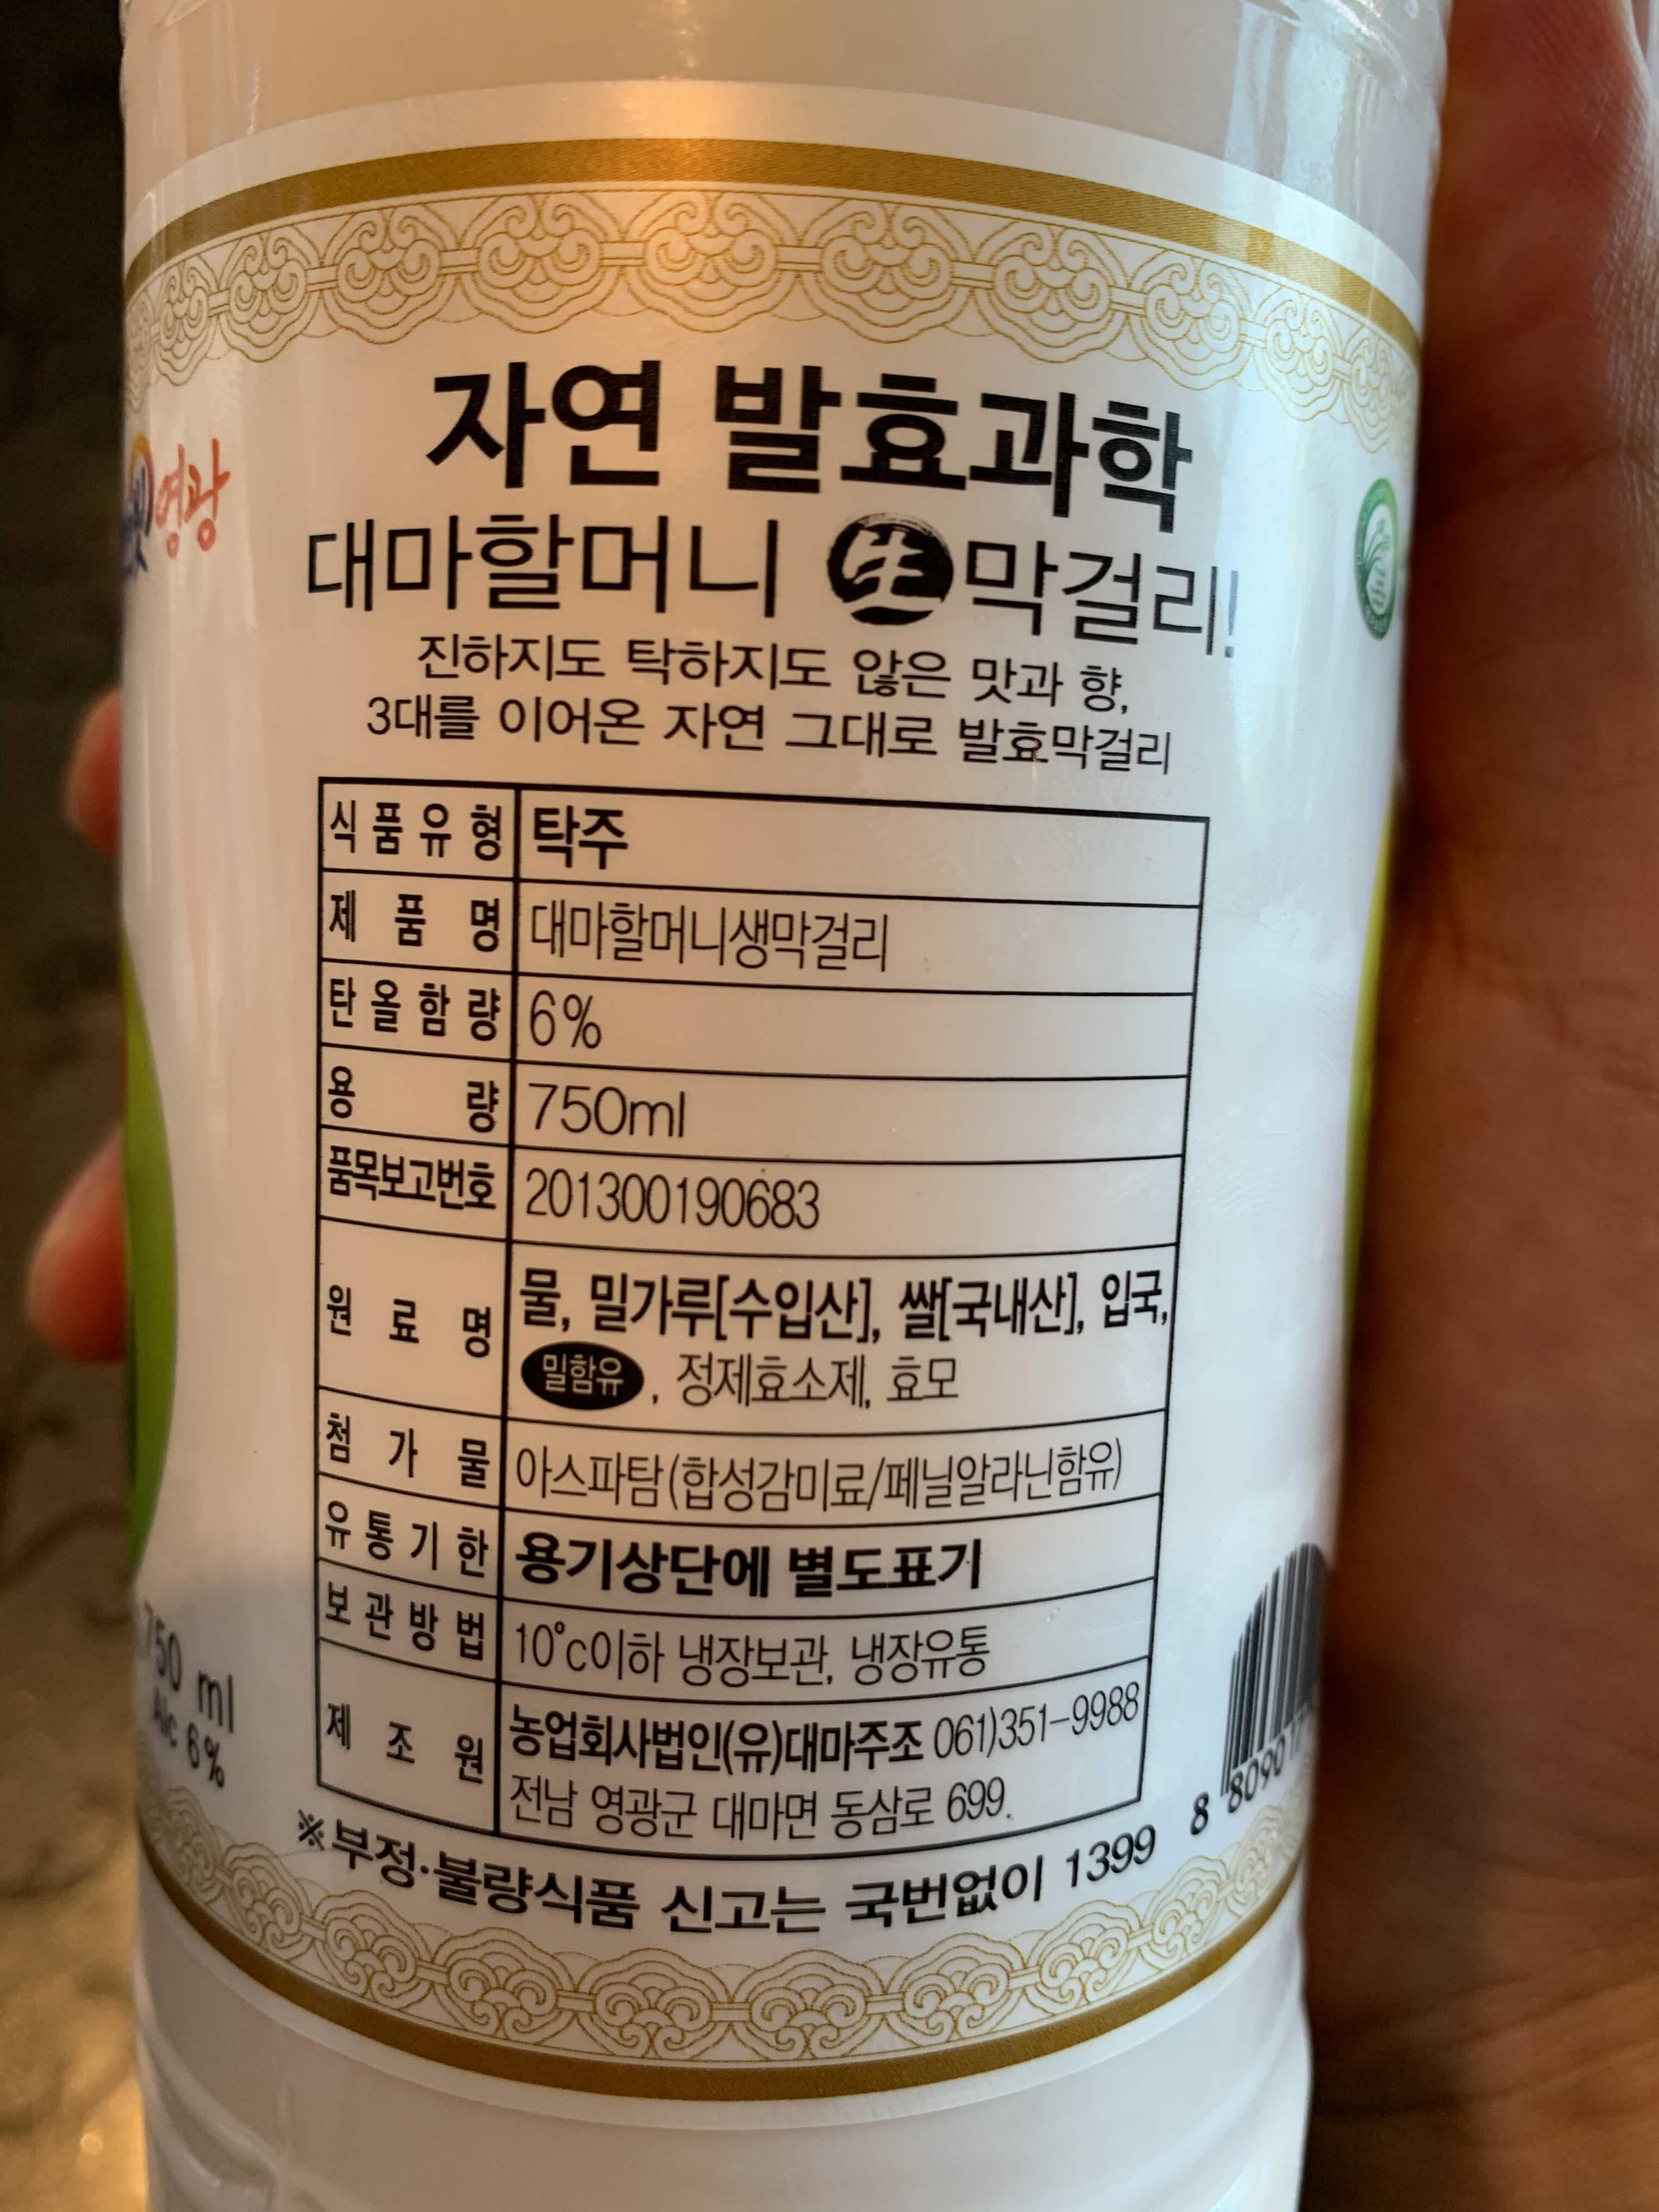 영광
자연 발효과학
대마할머니 生막걸리!
진하지도 탁하지도 않은 맛과 향,
3대를 이어온 자연 그대로 발효막걸리
식품유형 탁주
제품명 대마할머니생막걸리
탄올함량 6%
용량 750ml
품목보고번호 201300190683
원료명 물, 밀가루[수입산], 쌀[국내산], 입국,
밀함유, 정제효소제, 효모
첨가물 아스파탐(합성감미료/페닐알라닌함유)
유통기한 용기상단에 별도표기
보관방법 10°c이하 냉장보관, 냉장유통
제조원 농업회사법인(유)대마주조 061)351-9988
전남 영광군 대마면 동삼로 699.
※부정·불량식품 신고는 국번없이 1399
750 ml
Alc 6%
8 80901